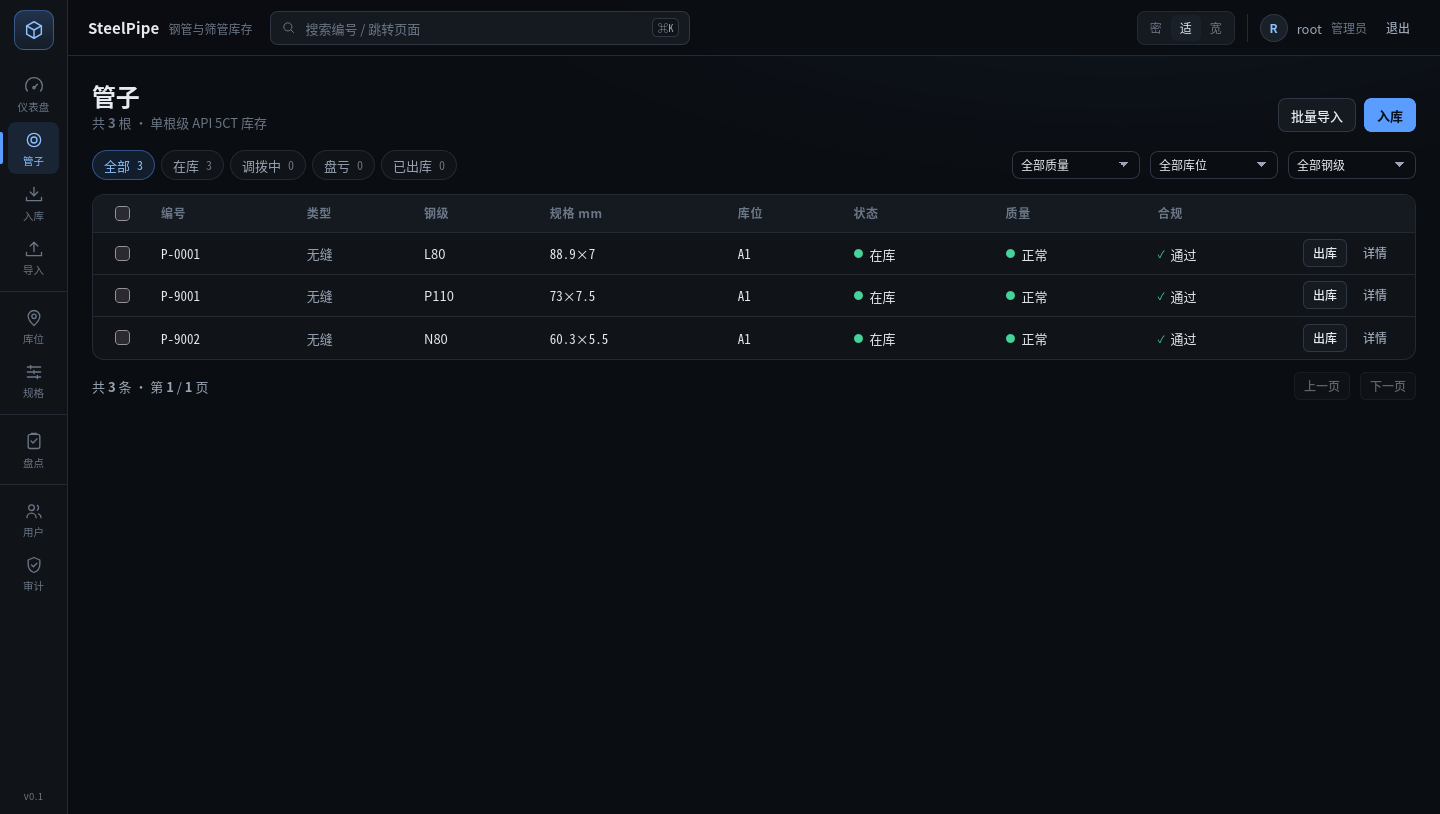 SteelPipe 钢管与筛管库存 搜索编号 / 跳转页面 ⌘K 密 适 宽 R root 管理员 退出
仪表盘
管子
入库
导入
库位
规格
盘点
用户
审计
v0.1
管子
共 3 根 · 单根级 API 5CT 库存
批量导入 入库
全部 3 在库 3 调拨中 0 盘亏 0 已出库 0 全部质量 全部库位 全部钢级
编号 类型 钢级 规格 mm 库位 状态 质量 合规
P-0001 无缝 L80 88.9×7 A1 在库 正常 ✓ 通过 出库 详情
P-9001 无缝 P110 73×7.5 A1 在库 正常 ✓ 通过 出库 详情
P-9002 无缝 N80 60.3×5.5 A1 在库 正常 ✓ 通过 出库 详情
共 3 条 · 第 1 / 1 页 上一页 下一页